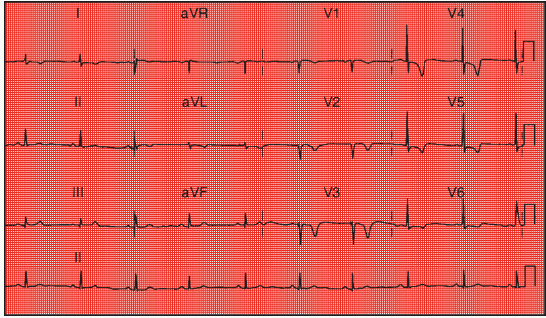 I aVR V1 V4
II aVL V2 V5
III aVF V3 V6
II